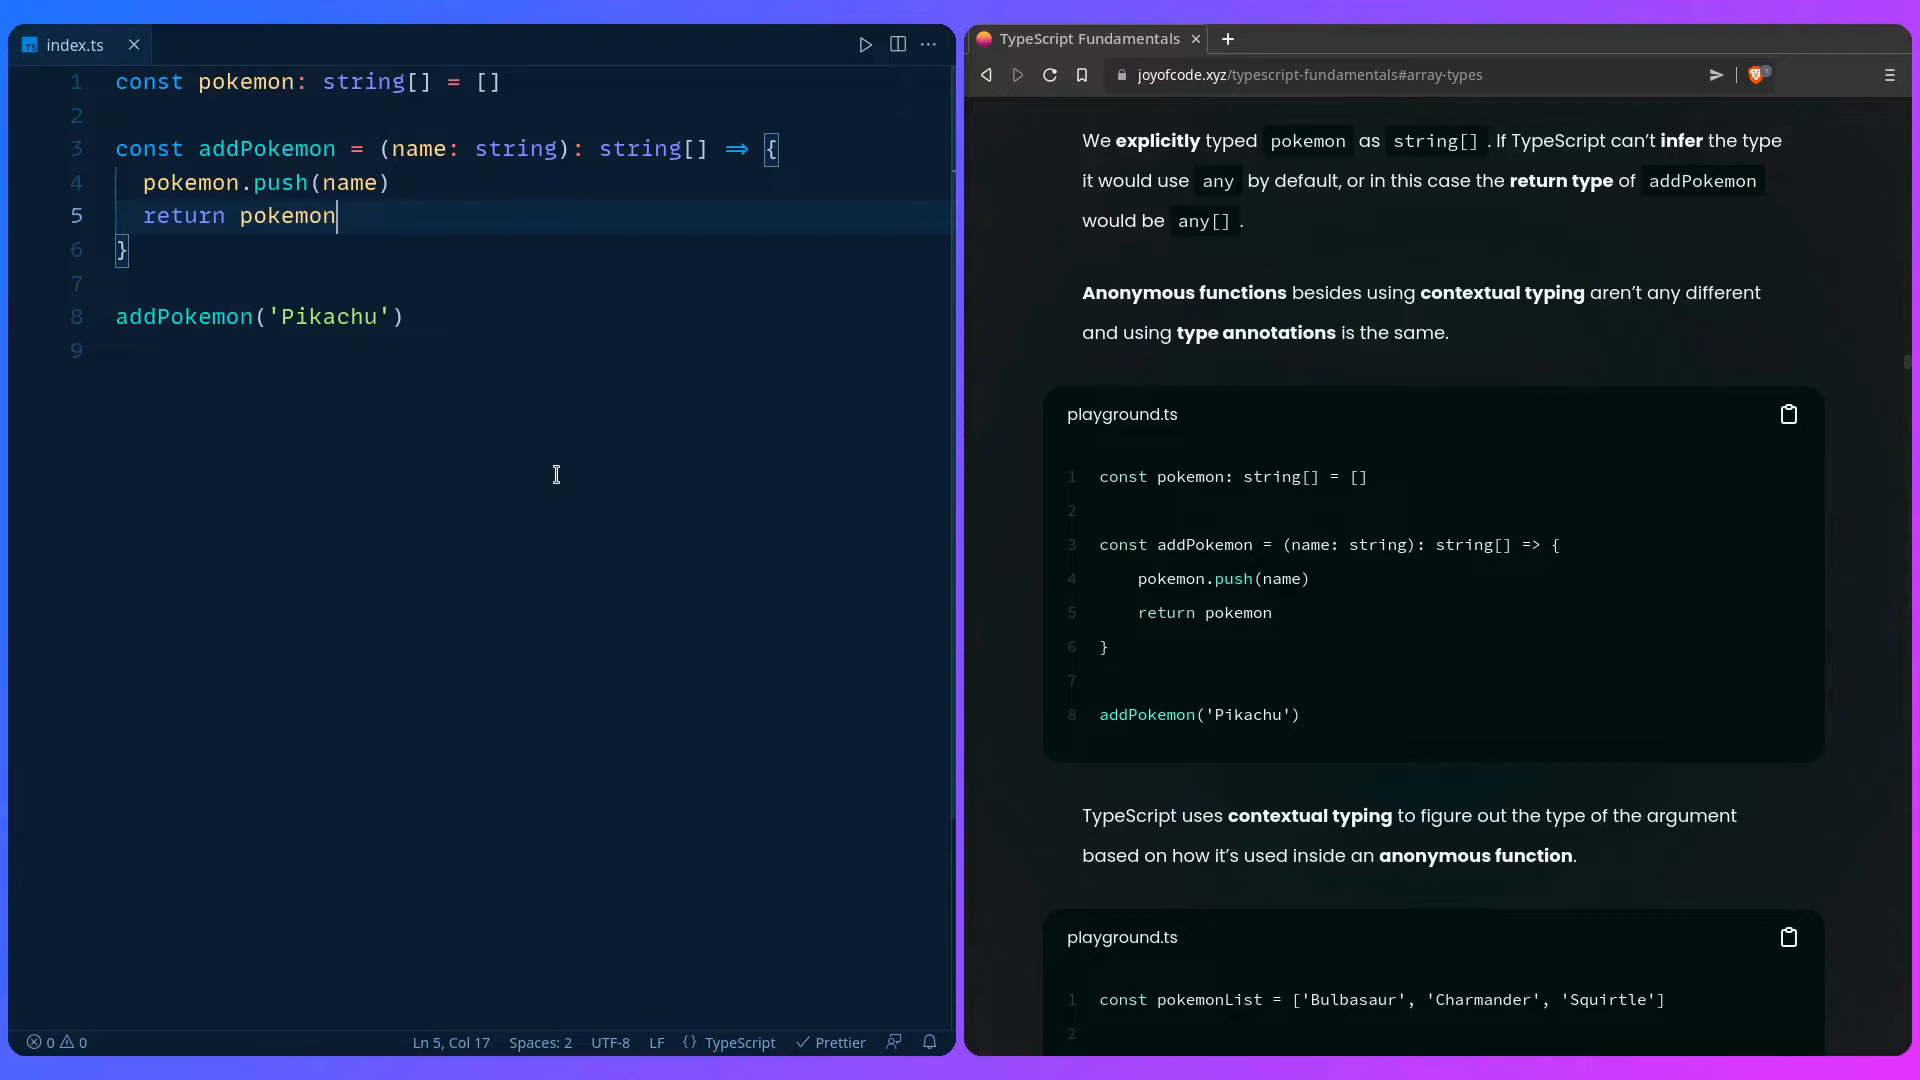 index.ts
1 const pokemon: string[] = []
2
3 const addPokemon = (name: string): string[] => {
4 pokemon.push(name)
5 return pokemon
6 }
7
8 addPokemon('Pikachu')
9
0 0
Ln 5, Col 17 Spaces: 2 UTF-8 LF {} TypeScript Prettier
TypeScript Fundamentals
joyofcode.xyz/typescript-fundamentals#array-types
1
We explicitly typed pokemon as string[] . If TypeScript can’t infer the type
it would use any by default, or in this case the return type of addPokemon
would be any[] .
Anonymous functions besides using contextual typing aren’t any different
and using type annotations is the same.
playground.ts
1 const pokemon: string[] = []
2
3 const addPokemon = (name: string): string[] => {
4 pokemon.push(name)
5 return pokemon
6 }
7
8 addPokemon('Pikachu')
TypeScript uses contextual typing to figure out the type of the argument
based on how it’s used inside an anonymous function.
playground.ts
1 const pokemonList = ['Bulbasaur', 'Charmander', 'Squirtle']
2